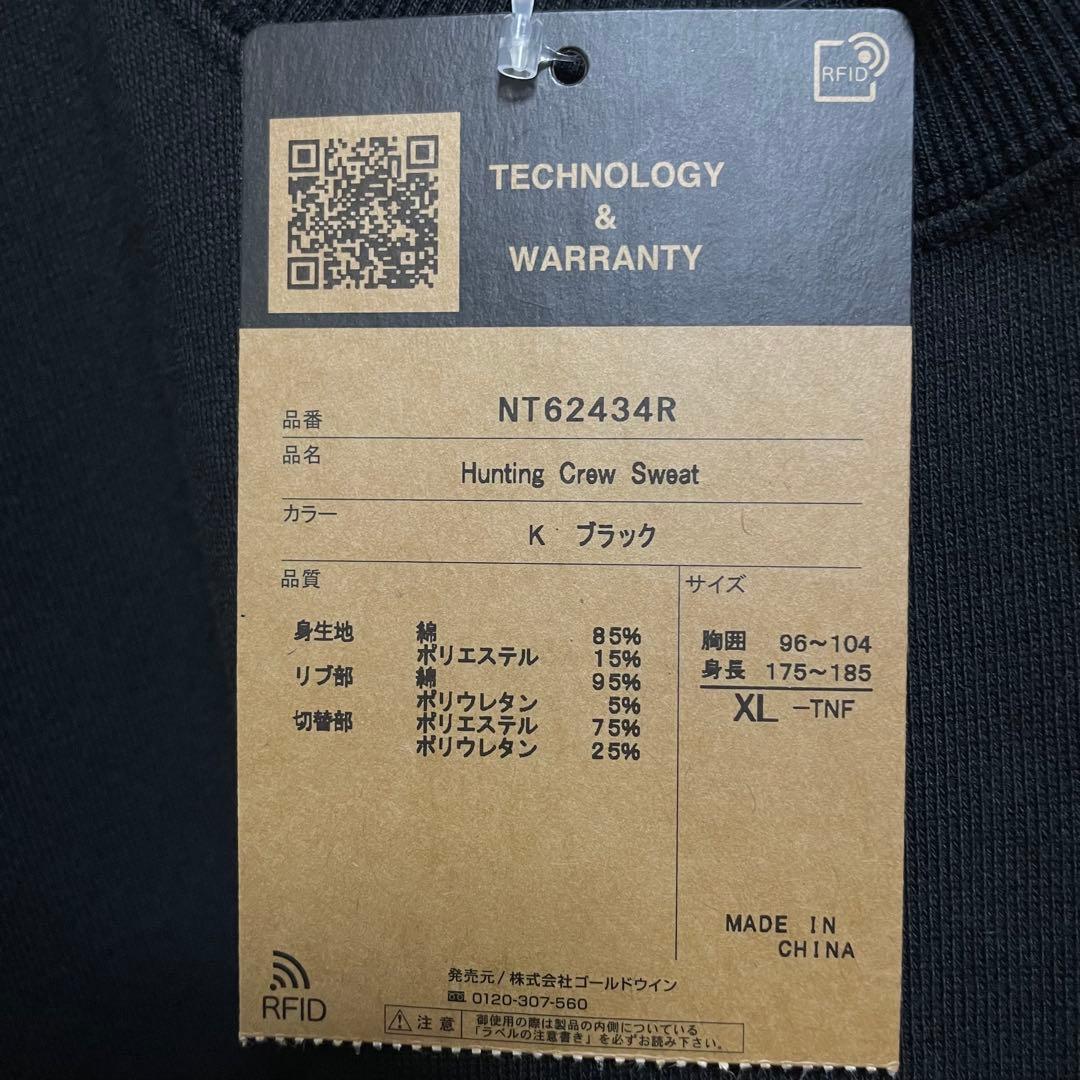 RFID
TECHNOLOGY
&
WARRANTY
品番 NT62434R
品名 Hunting Crew Sweat
カラー K ブラック
品質
身生地 綿 85%
ポリエステル 15%
リブ部 綿 95%
ポリウレタン 5%
切替部 ポリエステル 75%
ポリウレタン 25%
サイズ
胸囲 96~104
身長 175~185
XL -TNF
MADE IN
CHINA
RFID
発売元/株式会社ゴールドウイン
0120-307-560
注意
御使用の際は製品の内側についている
「ラベルの注意書き」を必ずお読み下さい。